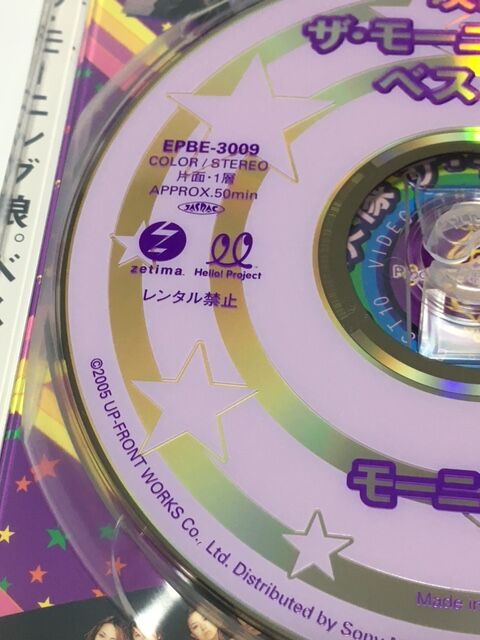 ザ・モーニ
ベス
EPBE-3009
COLOR / STEREO
片面・1層
APPROX.50min
JASRAC
zetima.
Hello! Project
レンタル禁止
©2005 UP-FRONT WORKS Co., Ltd. Distributed by Sony
モーニ
Made in
モーニング娘。ベス
VIDEO